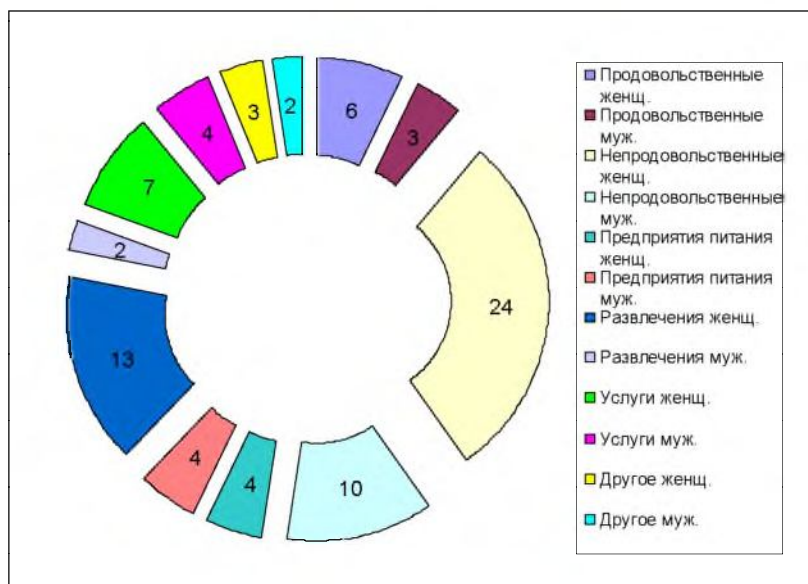 6
3
24
10
4
4
13
2
7
4
3
2
Продовольственные
женщ.
Продовольственные
муж.
Непродовольственные
женщ.
Непродовольственные
муж.
Предприятия питания
женщ.
Предприятия питания
муж.
Развлечения женщ.
Развлечения муж.
Услуги женщ.
Услуги муж.
Другое женщ.
Другое муж.